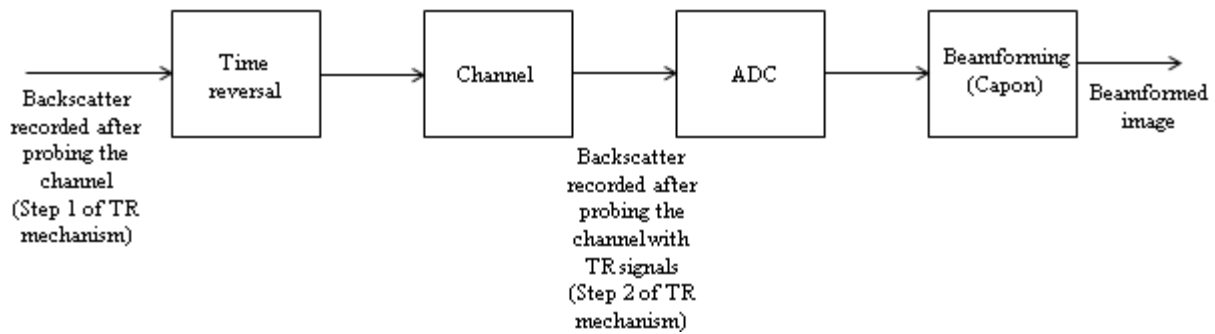 Time
reversal
Channel
ADC
Beamforming
(Capon)
Backscatter
recorded after
probing the
channel
(Step 1 of TR
mechanism)
Backscatter
recorded after
probing the
channel with
TR signals
(Step 2 of TR
mechanism)
Beamformed
image